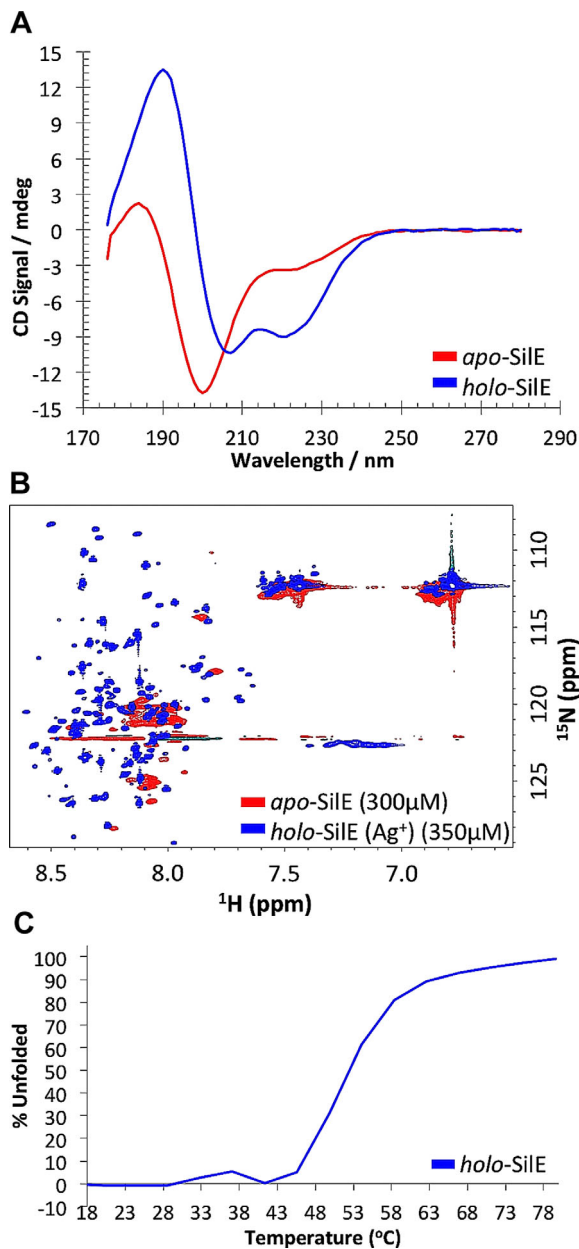 A
15
12
9
6
3
0
-3
-6
-9
-12
-15
CD Signal / mdeg
apo-SilE
holo-SilE
170 190 210 230 250 270 290
Wavelength / nm
B
110
115
120
125
¹⁵N (ppm)
apo-SilE (300µM)
holo-SilE (Ag⁺) (350µM)
8.5 8.0 7.5 7.0
¹H (ppm)
C
100
90
80
70
60
50
40
30
20
10
0
-10
% Unfolded
holo-SilE
18 23 28 33 38 43 48 53 58 63 68 73 78
Temperature (°C)